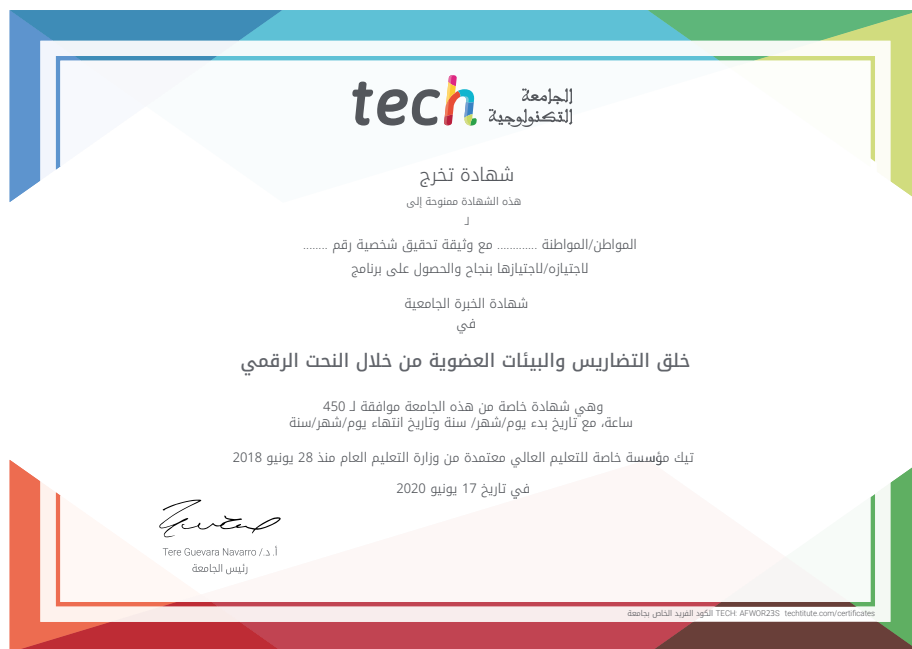 tech
الجامعة
التكنولوجية
شهادة تخرج
هذه الشهادة ممنوحة إلى
لـ
المواطن/المواطنة ............. مع وثيقة تحقيق شخصية رقم ........
لاجتيازه/لاجتيازها بنجاح والحصول على برنامج
شهادة الخبرة الجامعية
في
خلق التضاريس والبيئات العضوية من خلال النحت الرقمي
وهي شهادة خاصة من هذه الجامعة موافقة لـ 450
ساعة، مع تاريخ بدء يوم/شهر/ سنة وتاريخ انتهاء يوم/شهر/سنة
تيك مؤسسة خاصة للتعليم العالي معتمدة من وزارة التعليم العام منذ 28 يونيو 2018
في تاريخ 17 يونيو 2020
أ. د./ Tere Guevara Navarro
رئيس الجامعة
الكود الفريد الخاص بجامعة TECH: AFWOR23S techtitute.com/certificates